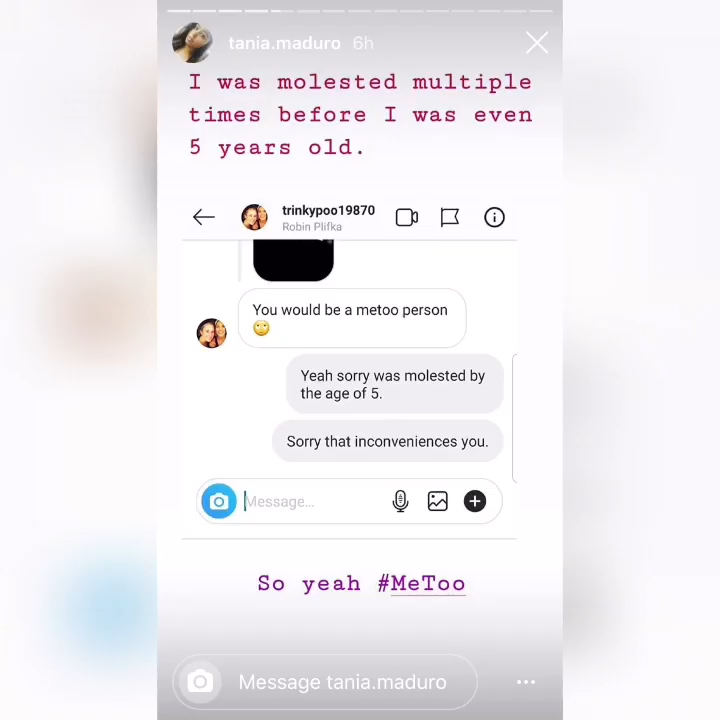 tania.maduro 6h
I was molested multiple
times before I was even
5 years old.
trinkypoo19870
Robin Plifka
You would be a metoo person
🙄
Yeah sorry was molested by
the age of 5.
Sorry that inconveniences you.
Message...
So yeah #MeToo
Message tania.maduro